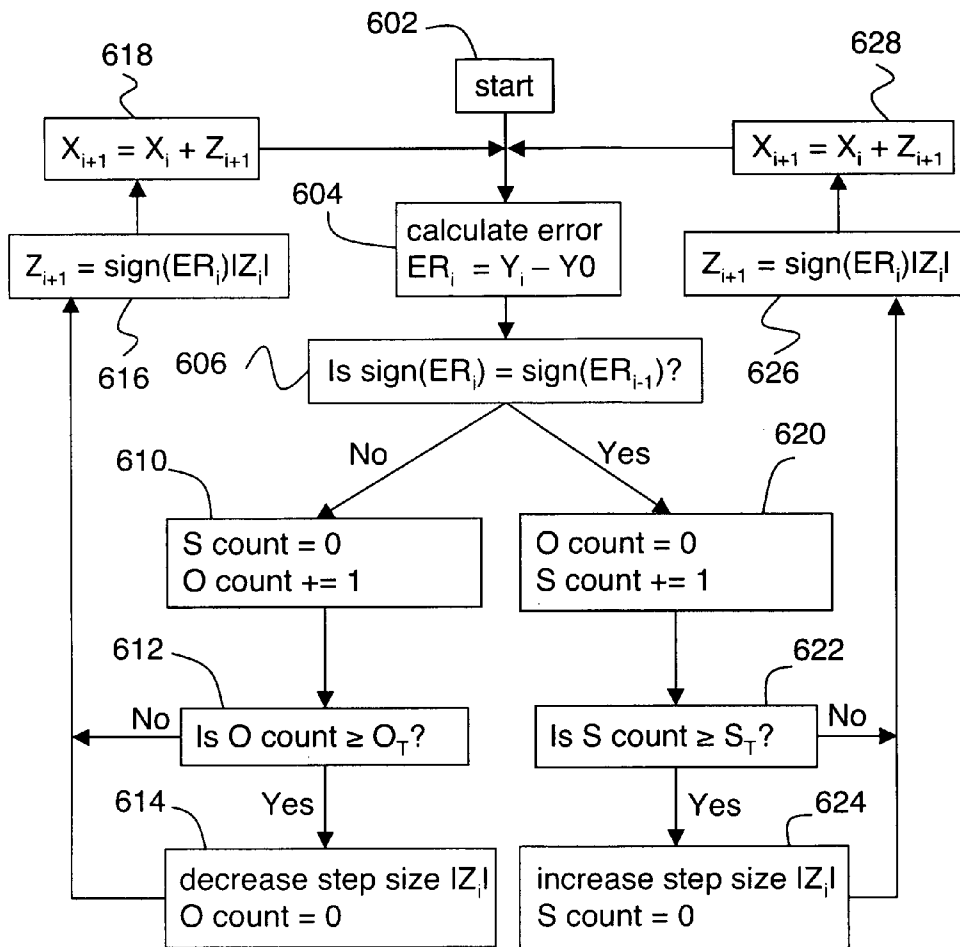 602
618
628
start
X_{i+1} = X_i + Z_{i+1}
X_{i+1} = X_i + Z_{i+1}
604
calculate error
ER_i = Y_i – Y0
Z_{i+1} = sign(ER_i)|Z_i|
Z_{i+1} = sign(ER_i)|Z_i|
606
616
626
Is sign(ER_i) = sign(ER_{i-1})?
No
Yes
610
620
S count = 0
O count += 1
O count = 0
S count += 1
612
622
No
Is O count ≥ O_T?
Is S count ≥ S_T?
No
614
Yes
Yes
624
decrease step size |Z_i|
O count = 0
increase step size |Z_i|
S count = 0